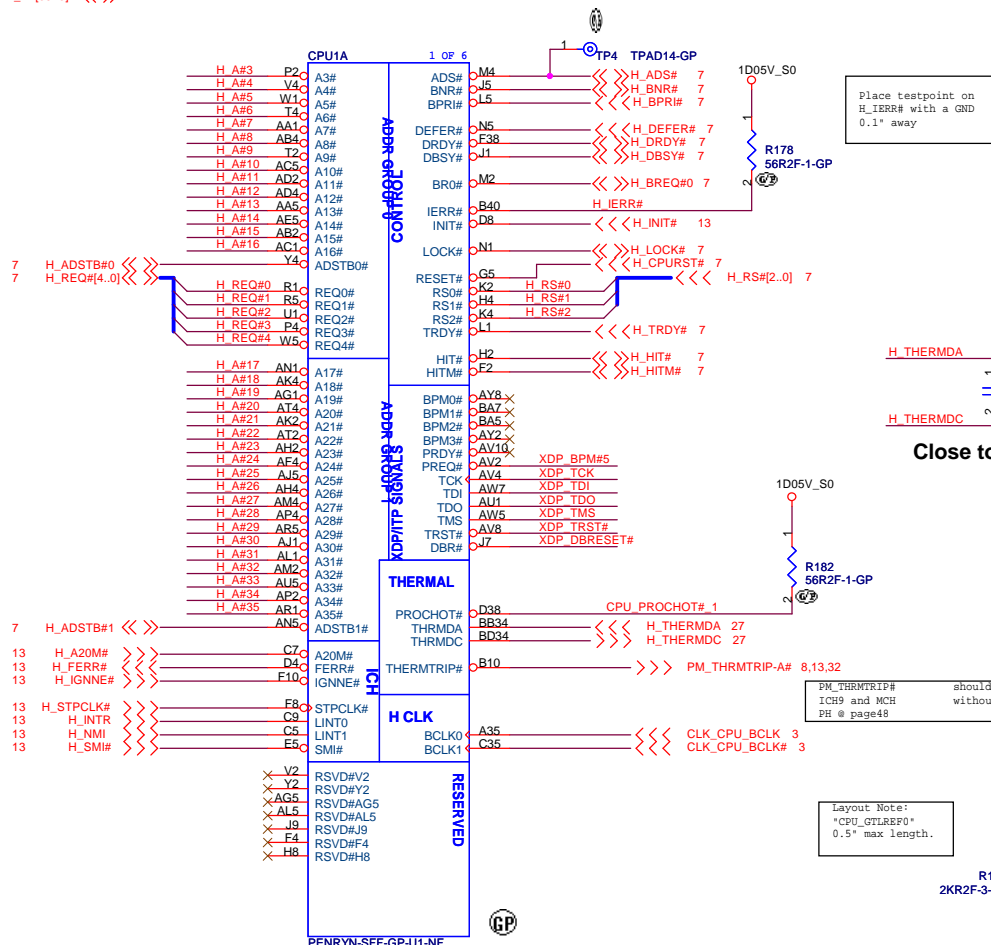 CPU1A 1 OF 6
1 TP4 TPAD14-GP
H_A#3 P2 A3#
H_A#4 V4 A4#
H_A#5 W1 A5#
H_A#6 T4 A6#
H_A#7 AA1 A7#
H_A#8 AB4 A8#
H_A#9 T2 A9#
H_A#10 AC5 A10#
H_A#11 AD2 A11#
H_A#12 AD4 A12#
H_A#13 AA5 A13#
H_A#14 AE5 A14#
H_A#15 AB2 A15#
H_A#16 AC1 A16#
7 H_ADSTB#0 Y4 ADSTB0#
7 H_REQ#[4..0]
H_REQ#0 R1 REQ0#
H_REQ#1 R5 REQ1#
H_REQ#2 U1 REQ2#
H_REQ#3 P4 REQ3#
H_REQ#4 W5 REQ4#
ADDR GROUP 0
H_A#17 AN1 A17#
H_A#18 AK4 A18#
H_A#19 AG1 A19#
H_A#20 AT4 A20#
H_A#21 AK2 A21#
H_A#22 AT2 A22#
H_A#23 AH2 A23#
H_A#24 AF4 A24#
H_A#25 AJ5 A25#
H_A#26 AH4 A26#
H_A#27 AM4 A27#
H_A#28 AP4 A28#
H_A#29 AR5 A29#
H_A#30 AJ1 A30#
H_A#31 AL1 A31#
H_A#32 AM2 A32#
H_A#33 AU5 A33#
H_A#34 AP2 A34#
H_A#35 AR1 A35#
7 H_ADSTB#1 AN5 ADSTB1#
ADDR GROUP 1
13 H_A20M# C7 A20M#
13 H_FERR# D4 FERR#
13 H_IGNNE# F10 IGNNE#
ICH
13 H_STPCLK# F8 STPCLK#
13 H_INTR C9 LINT0
13 H_NMI C5 LINT1
13 H_SMI# E5 SMI#
V2 RSVD#V2
Y2 RSVD#Y2
AG5 RSVD#AG5
AL5 RSVD#AL5
J9 RSVD#J9
F4 RSVD#F4
H8 RSVD#H8
RESERVED
CONTROL
ADS# M4 H_ADS# 7
BNR# J5 H_BNR# 7
BPRI# L5 H_BPRI# 7
DEFER# N5 H_DEFER# 7
DRDY# F38 H_DRDY# 7
DBSY# J1 H_DBSY# 7
BR0# M2 H_BREQ#0 7
IERR# B40 H_IERR#
INIT# D8 H_INIT# 13
LOCK# N1 H_LOCK# 7
RESET# G5 H_CPURST# 7
RS0# K2 H_RS#0
RS1# H4 H_RS#1
RS2# K4 H_RS#2
H_RS#[2..0] 7
TRDY# L1 H_TRDY# 7
HIT# H2 H_HIT# 7
HITM# F2 H_HITM# 7
XDP/ITP SIGNALS
BPM0# AY8
BPM1# BA7
BPM2# BA5
BPM3# AY2
PRDY# AV10
PREQ# AV2 XDP_BPM#5
TCK AV4 XDP_TCK
TDI AW7 XDP_TDI
TDO AU1 XDP_TDO
TMS AW5 XDP_TMS
TRST# AV8 XDP_TRST#
DBR# J7 XDP_DBRESET#
THERMAL
PROCHOT# D38 CPU_PROCHOT#_1
THRMDA BB34 H_THERMDA 27
THRMDC BD34 H_THERMDC 27
THERMTRIP# B10 PM_THRMTRIP-A# 8,13,32
H CLK
BCLK0 A35 CLK_CPU_BCLK 3
BCLK1 C35 CLK_CPU_BCLK# 3
PENRYN-SFF-GP-U1-NF
GP
1D05V_S0
1
R178
56R2F-1-GP
2
1D05V_S0
1
R182
56R2F-1-GP
2
Place testpoint on
H_IERR# with a GND
0.1" away
H_THERMDA
1
2
H_THERMDC
Close to
PM_THRMTRIP# should
ICH9 and MCH withou
PH @ page48
Layout Note:
"CPU_GTLREF0"
0.5" max length.
R1
2KR2F-3-